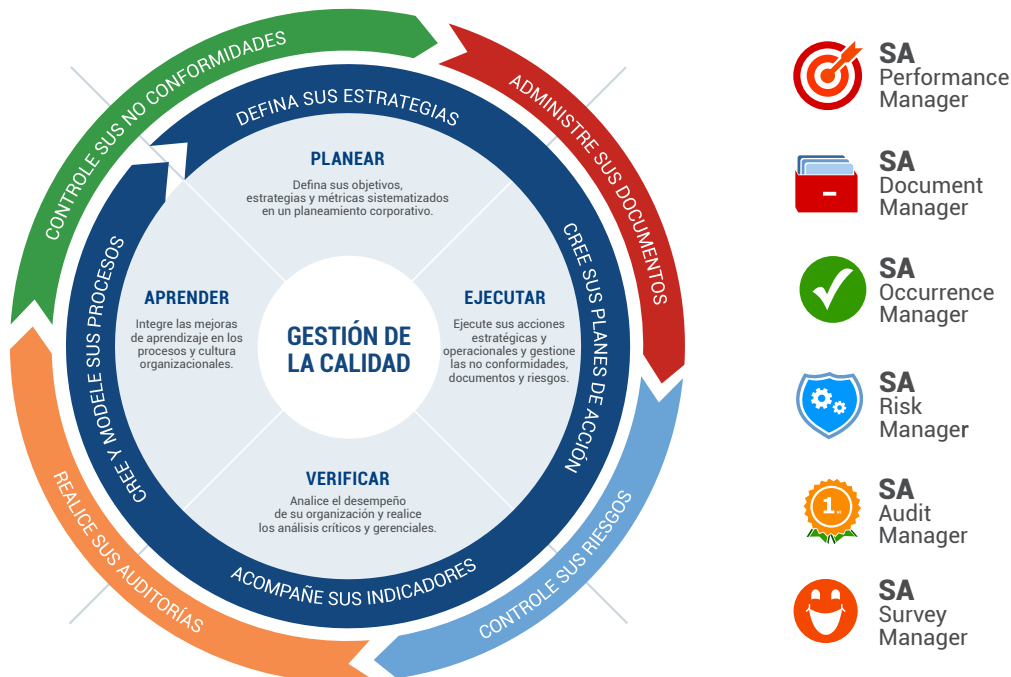 CONTROLE SUS NO CONFORMIDADES
ADMINISTRE SUS DOCUMENTOS
CONTROLE SUS RIESGOS
REALICE SUS AUDITORÍAS
DEFINA SUS ESTRATEGIAS
CREE SUS PLANES DE ACCIÓN
ACOMPAÑE SUS INDICADORES
CREE Y MODELE SUS PROCESOS
PLANEAR
Defina sus objetivos,
estrategias y métricas sistematizados
en un planeamiento corporativo.
APRENDER
Integre las mejoras
de aprendizaje en los
procesos y cultura
organizacionales.
GESTIÓN DE
LA CALIDAD
EJECUTAR
Ejecute sus acciones
estratégicas y
operacionales y gestione
las no conformidades,
documentos y riesgos.
VERIFICAR
Analice el desempeño
de su organización y realice
los análisis críticos y gerenciales.
SA
Performance
Manager
SA
Document
Manager
SA
Occurrence
Manager
SA
Risk
Manager
1
SA
Audit
Manager
SA
Survey
Manager